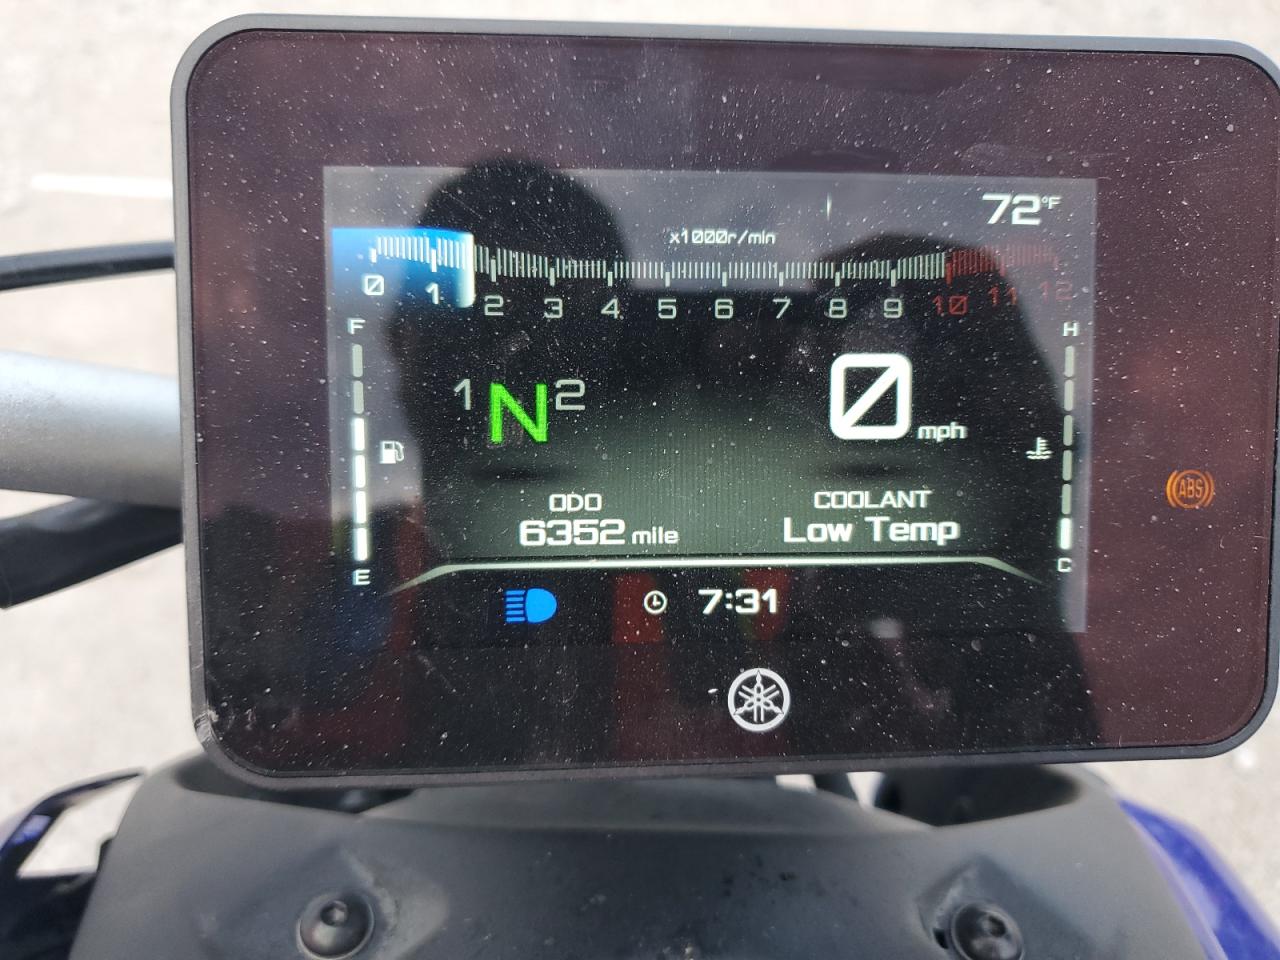 72°F
x1000r/min
0 1 2 3 4 5 6 7 8 9 10 11 12
F H
1 N 2 0 mph
ODO COOLANT
6352 mile Low Temp
ABS
E C
7:31